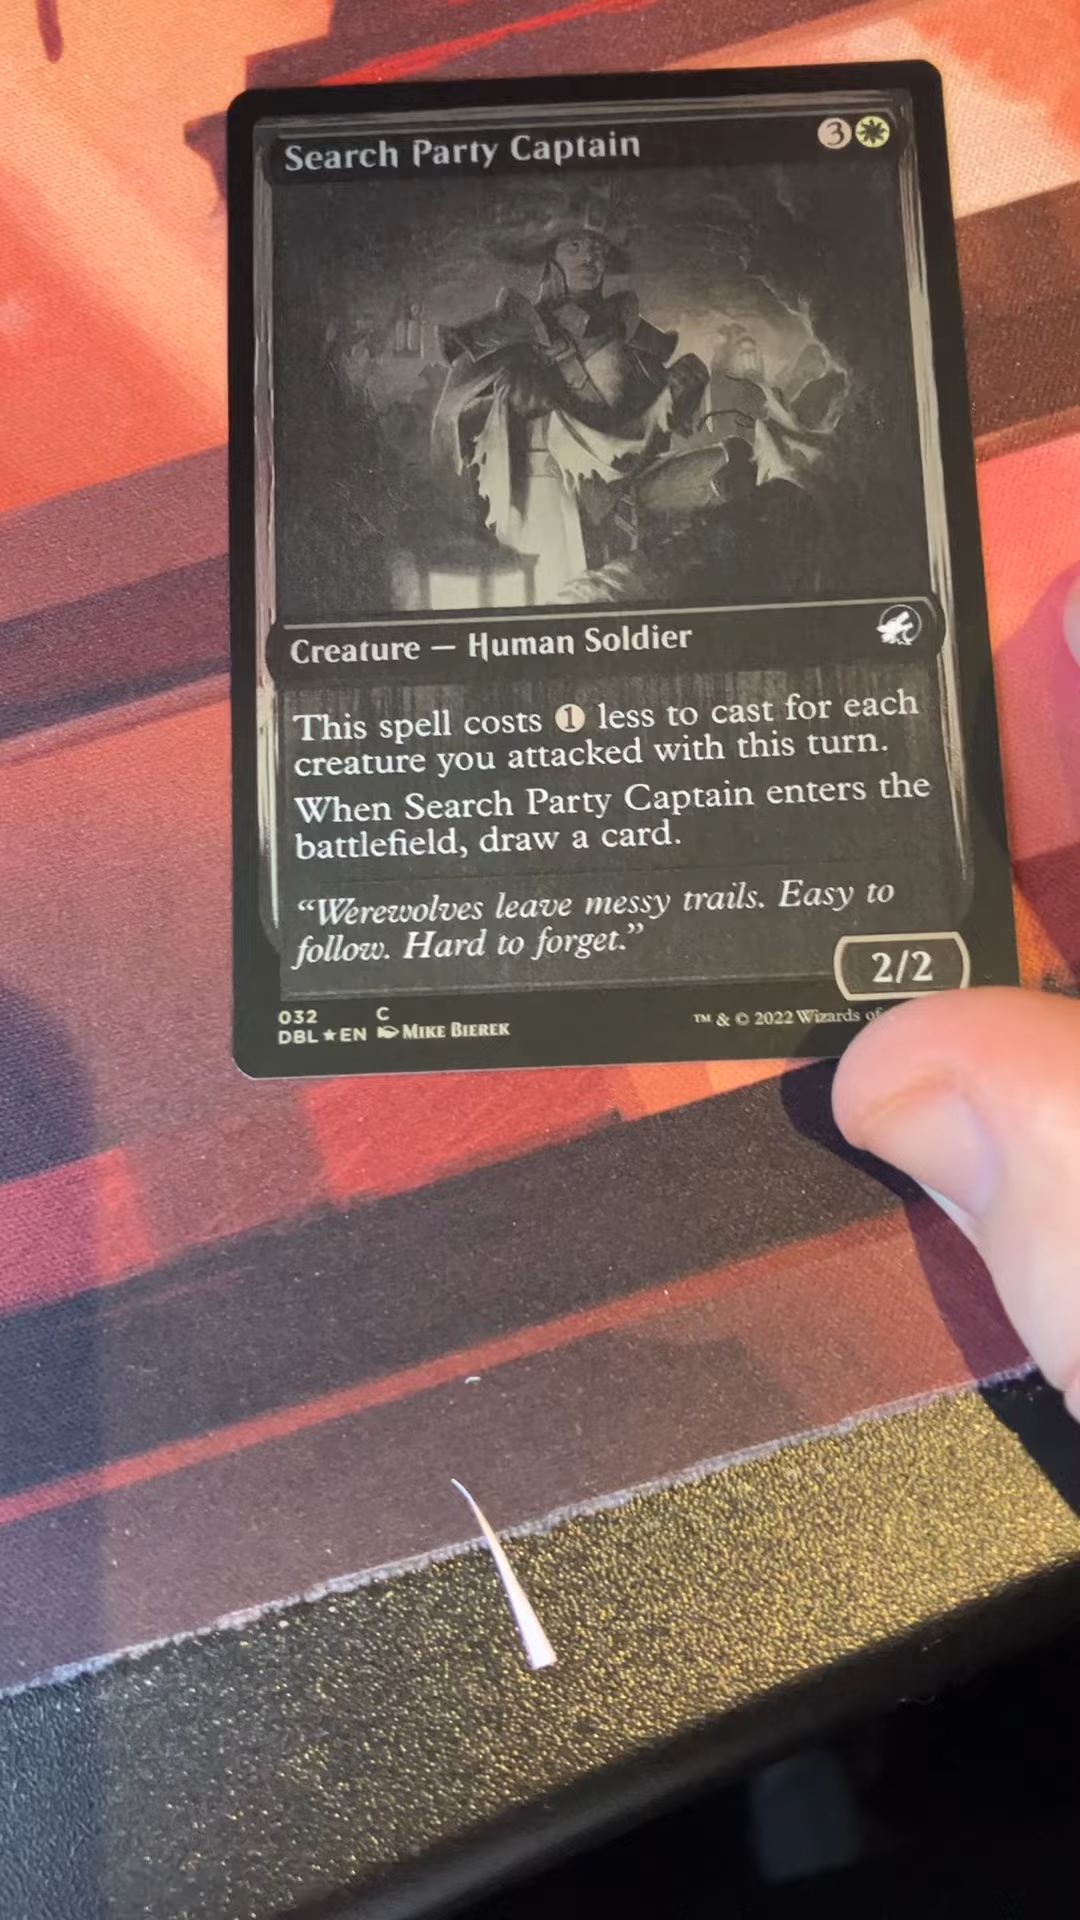 Search Party Captain 3
Creature — Human Soldier
This spell costs 1 less to cast for each
creature you attacked with this turn.
When Search Party Captain enters the
battlefield, draw a card.
“Werewolves leave messy trails. Easy to
follow. Hard to forget.”
2/2
032 C
DBL★EN MIKE BIEREK
™ & © 2022 Wizards of